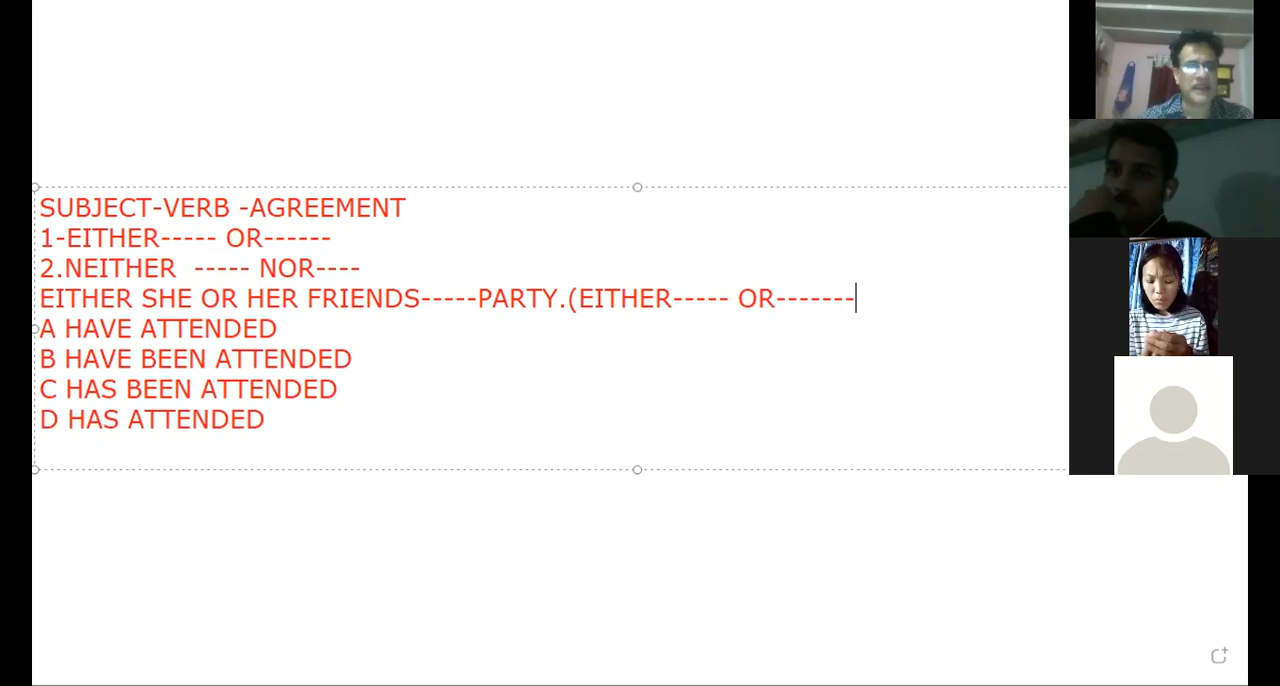 SUBJECT-VERB -AGREEMENT
1-EITHER----- OR------
2.NEITHER  ----- NOR----
EITHER SHE OR HER FRIENDS-----PARTY.(EITHER----- OR-------
A HAVE ATTENDED
B HAVE BEEN ATTENDED
C HAS BEEN ATTENDED
D HAS ATTENDED